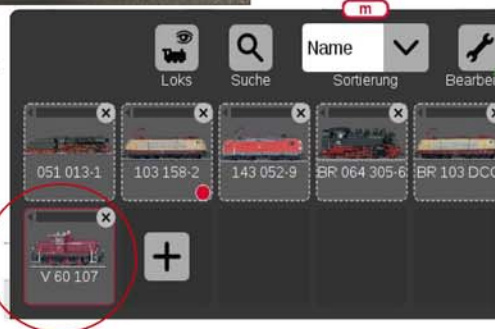 m
Name
Loks Suche Sortierung Bearbei
051 013-1 103 158-2 143 052-9 BR 064 305-6 BR 103 DCC
V 60 107